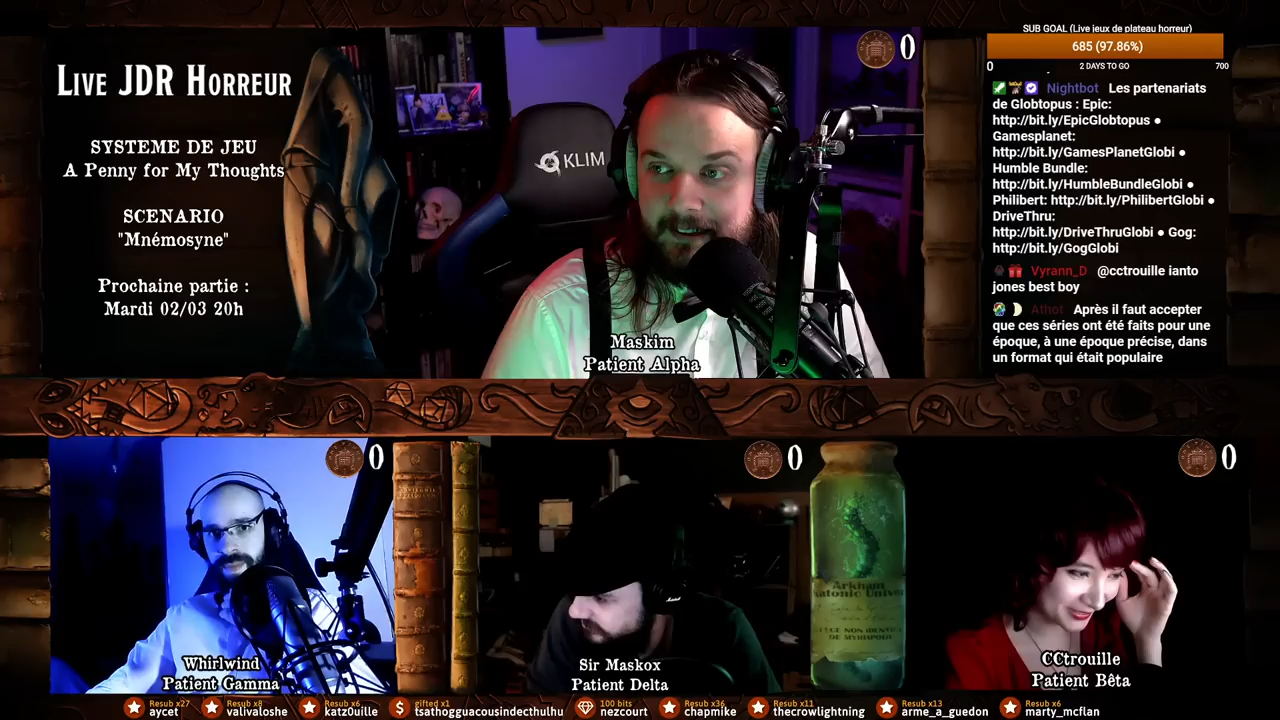 Live JDR Horreur
SYSTEME DE JEU
A Penny for My Thoughts
SCENARIO
"Mnémosyne"
Prochaine partie :
Mardi 02/03 20h
KLIM
0
Maskim
Patient Alpha
SUB GOAL (Live jeux de plateau horreur)
685 (97.86%)
0
2 DAYS TO GO
700
Nightbot Les partenariats
de Globtopus : Epic:
http://bit.ly/EpicGlobtopus ●
Gamesplanet:
http://bit.ly/GamesPlanetGlobi ●
Humble Bundle:
http://bit.ly/HumbleBundleGlobi ●
Philibert: http://bit.ly/PhilibertGlobi ●
DriveThru:
http://bit.ly/DriveThruGlobi ● Gog:
http://bit.ly/GogGlobi
Vyrann_D @cctrouille ianto
jones best boy
Athot Après il faut accepter
que ces séries ont été faits pour une
époque, à une époque précise, dans
un format qui était populaire
0
Whirlwind
Patient Gamma
0
Sir Maskox
Patient Delta
Arkham
0
CCtrouille
Patient Bêta
Resub x27
aycet
Resub x8
valivaloshe
Resub x6
katz0uille
gifted x1
tsathogguacousindecthulhu
100 bits
nezcourt
Resub x36
chapmike
Resub x11
thecrowlightning
Resub x13
arme_a_guedon
Resub x6
marty_mcflan